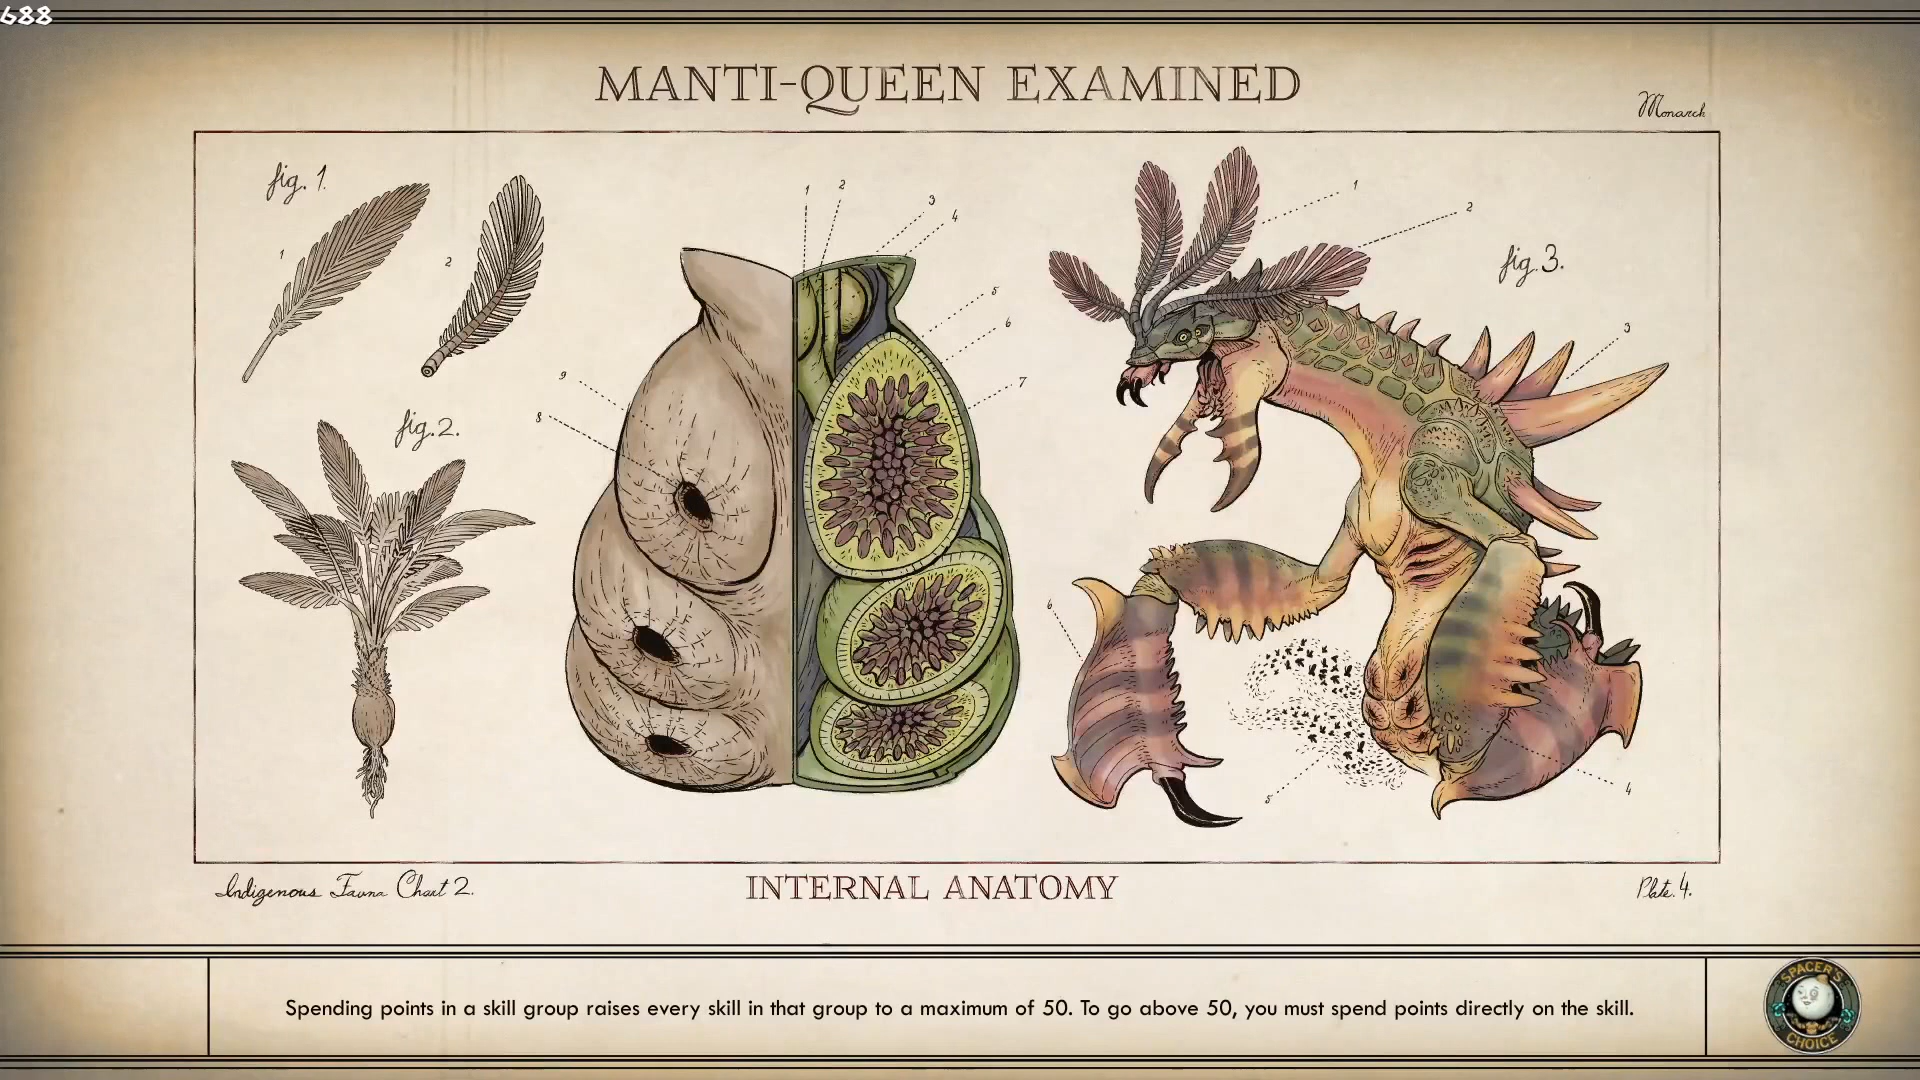 688
MANTI-QUEEN EXAMINED
Monarch
fig. 1.
1
2
fig. 2.
1
2
3
4
5
6
7
8
9
fig. 3.
1
2
3
4
5
6
Indigenous Fauna Chart 2.
INTERNAL ANATOMY
Plate. 4.
Spending points in a skill group raises every skill in that group to a maximum of 50. To go above 50, you must spend points directly on the skill.
SPACER'S
CHOICE